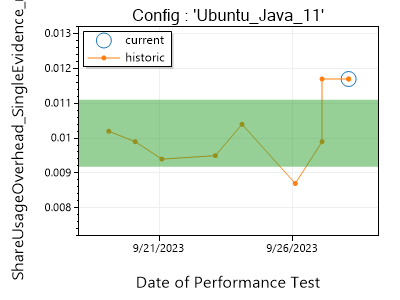 Config : 'Ubuntu_Java_11'
ShareUsageOverhead_SingleEvidence_
current
historic
0.013
0.012
0.011
0.01
0.009
0.008
9/21/2023
9/26/2023
Date of Performance Test